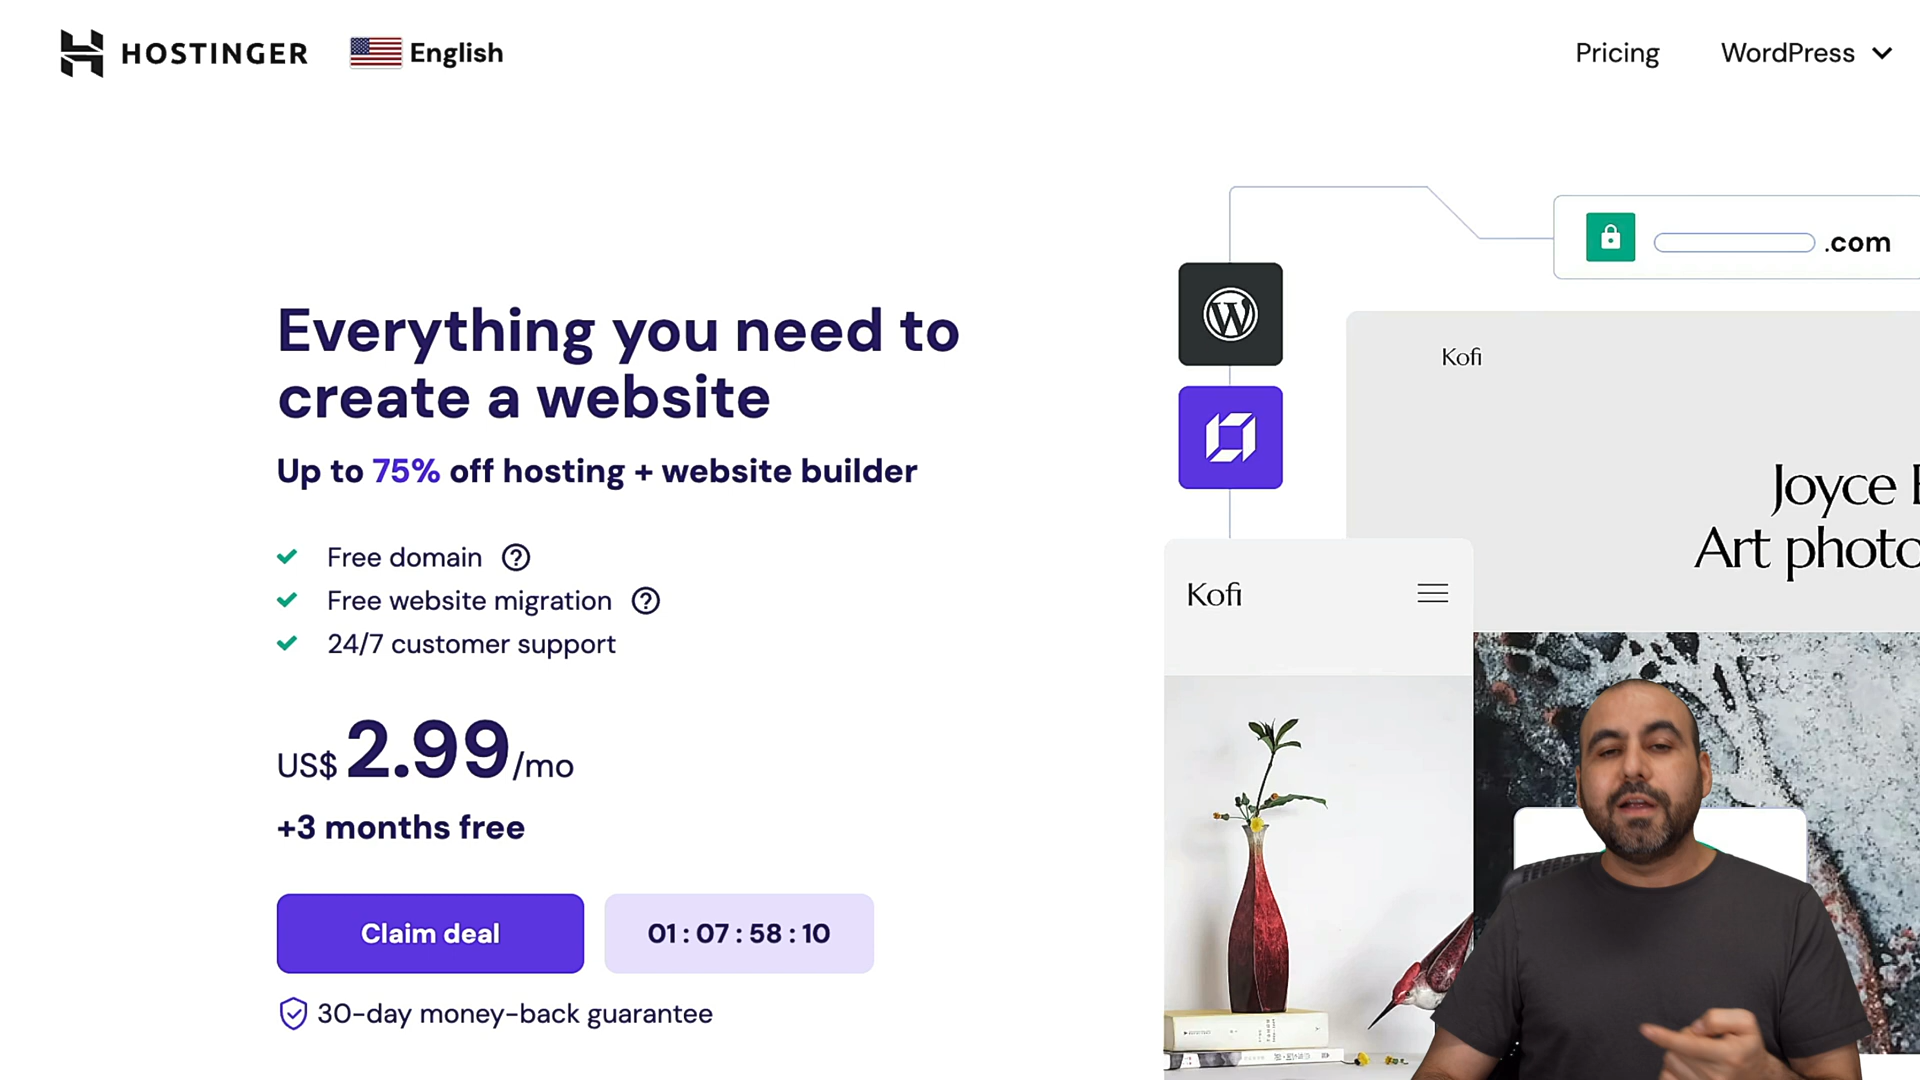 HOSTINGER
English
Pricing
WordPress
.com
Kofi
Everything you need to
create a website
Joyce
Art photo
Up to 75% off hosting + website builder
Free domain ?
Free website migration ?
24/7 customer support
Kofi
US$ 2.99/mo
+3 months free
Claim deal
01 : 07 : 58 : 10
30-day money-back guarantee